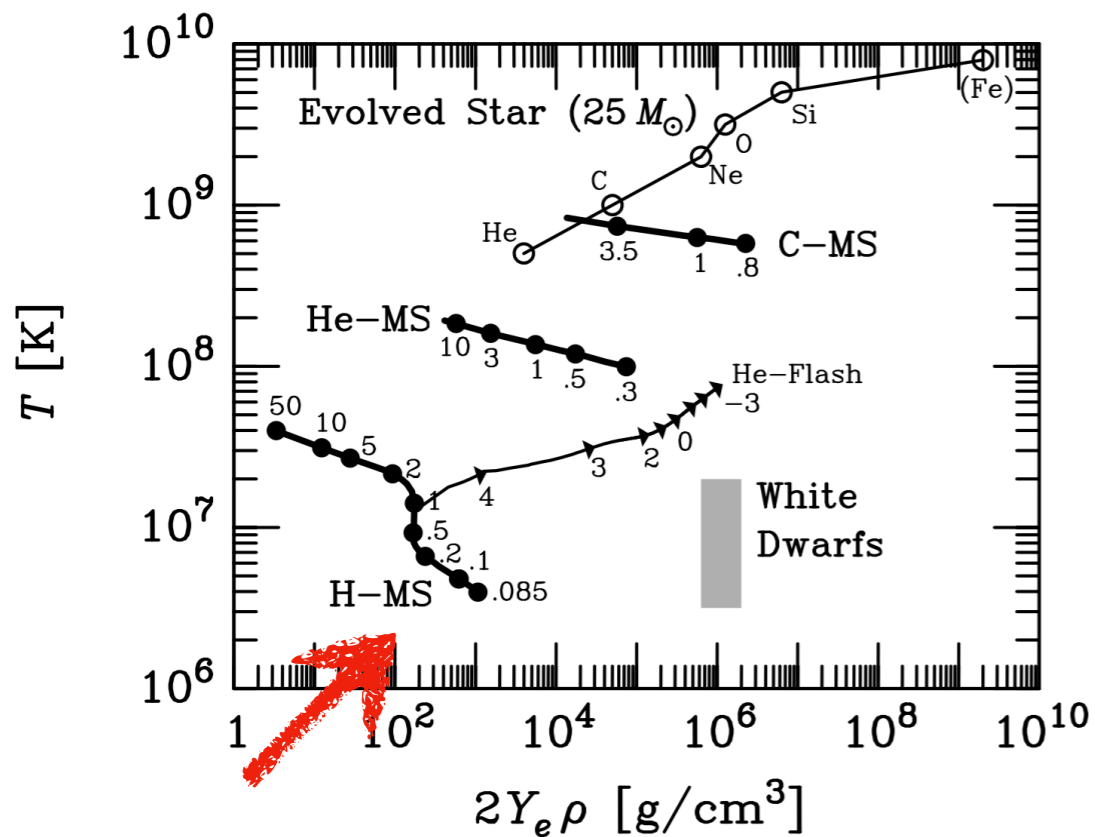 10^10
Evolved Star (25 M⊙)
(Fe)
Si
O
Ne
C
10^9
He
3.5
1
.8
C-MS
He-MS
10
3
1
.5
.3
T [K]
10^8
He-Flash
-3
0
2
3
4
50
10
5
2
1
.5
.2
.1
.085
10^7
White
Dwarfs
H-MS
10^6
1
10^2
10^4
10^6
10^8
10^10
2Y_e ρ [g/cm^3]